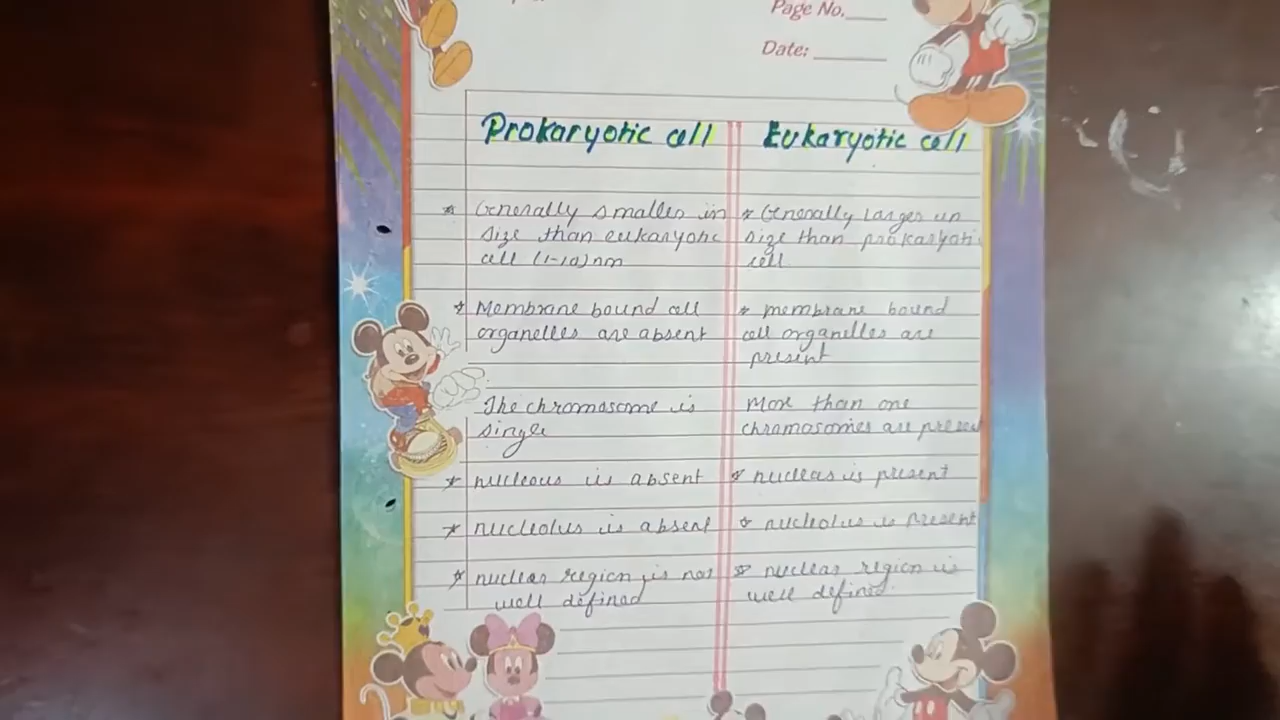 Page No.
Date:
Prokaryotic cell
Generally smaller in
size than eukaryotic
cell (1-10) nm
Membrane bound cell
organelles are absent
The chromosome is
single
nucleous is absent
nucleolus is absent
nuclear region is not
well defined
Eukaryotic cell
Generally larger in
size than prokaryoti
cell
membrane bound
cell organelles are
present
More than one
chromosomes are present
nucleus is present
nucleolus is present
nuclear region is
well defined.